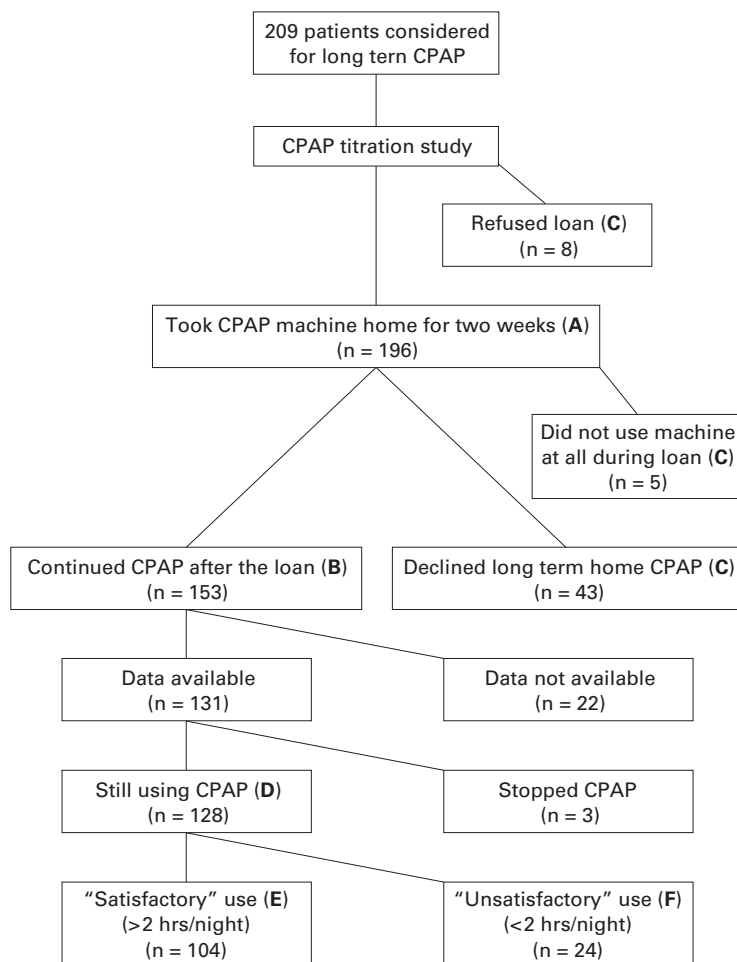 209 patients considered
for long tern CPAP
CPAP titration study
Refused loan (C)
(n = 8)
Took CPAP machine home for two weeks (A)
(n = 196)
Did not use machine
at all during loan (C)
(n = 5)
Continued CPAP after the loan (B)
(n = 153)
Declined long term home CPAP (C)
(n = 43)
Data available
(n = 131)
Data not available
(n = 22)
Still using CPAP (D)
(n = 128)
Stopped CPAP
(n = 3)
“Satisfactory” use (E)
(>2 hrs/night)
(n = 104)
“Unsatisfactory” use (F)
(<2 hrs/night)
(n = 24)